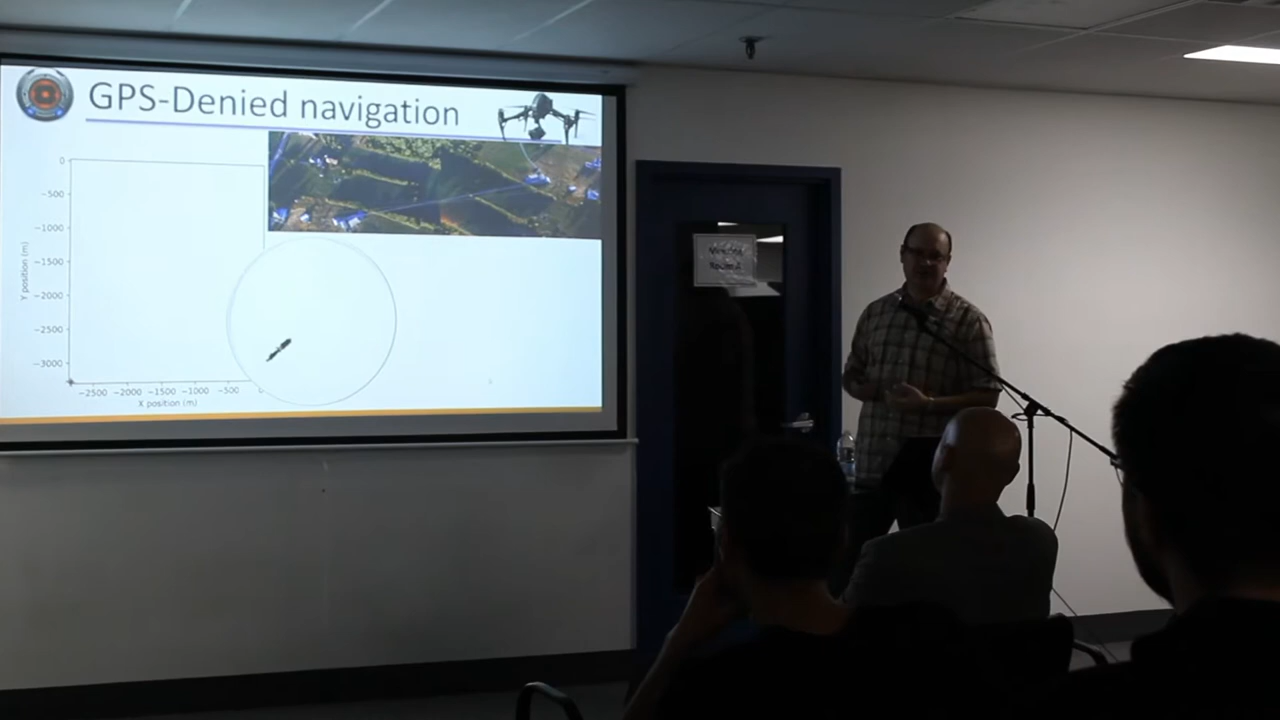 GPS-Denied navigation
0
−500
−1000
−1500
−2000
−2500
−3000
Y position (m)
−2500 −2000 −1500 −1000 −500 0
X position (m)